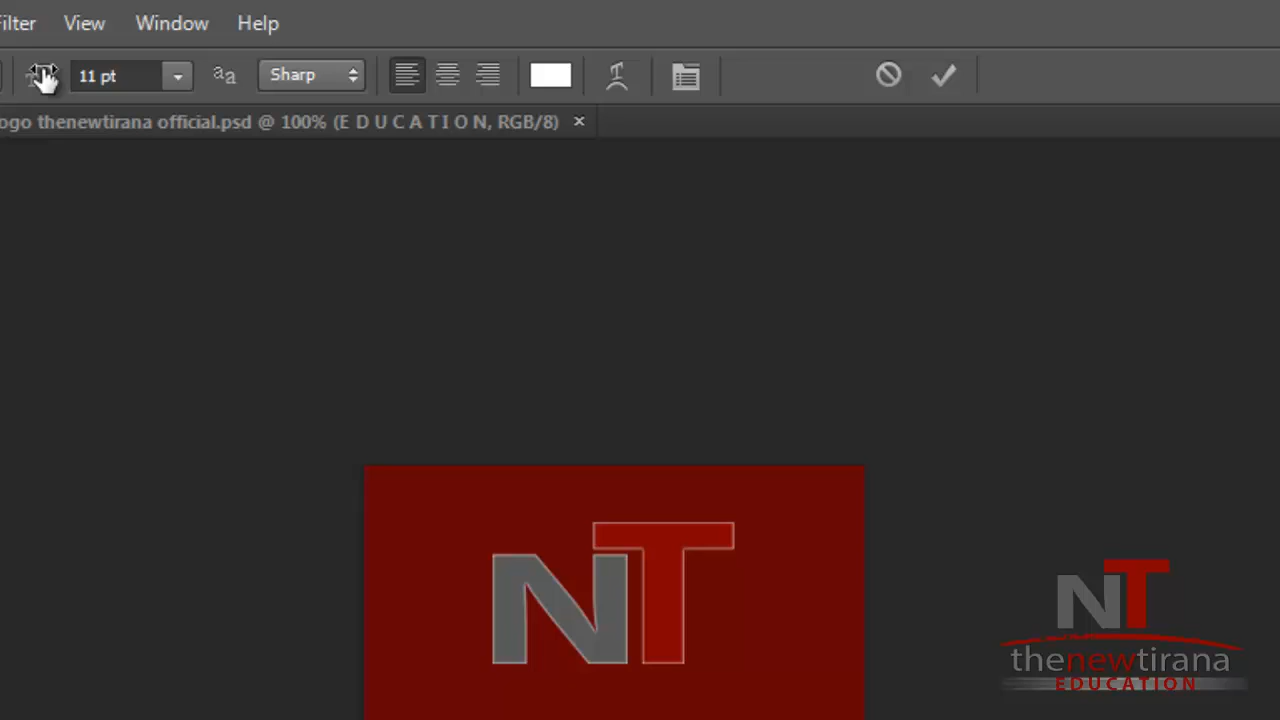 Filter View Window Help
11 pt Sharp
ogo thenewtirana official.psd @ 100% (E D U C A T I O N, RGB/8) ×
NT
NT
thenewtirana
EDUCATION